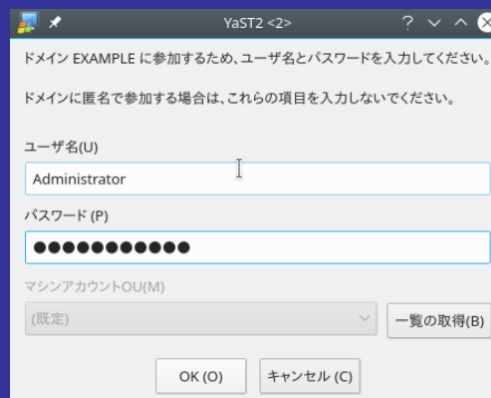 YaST2 <2>
ドメイン EXAMPLE に参加するため、ユーザ名とパスワードを入力してください。
ドメインに匿名で参加する場合は、これらの項目を入力しないでください。
ユーザ名(U)
Administrator
パスワード (P)
●●●●●●●●●●●
マシンアカウントOU(M)
(既定)
一覧の取得(B)
OK (O)
キャンセル (C)